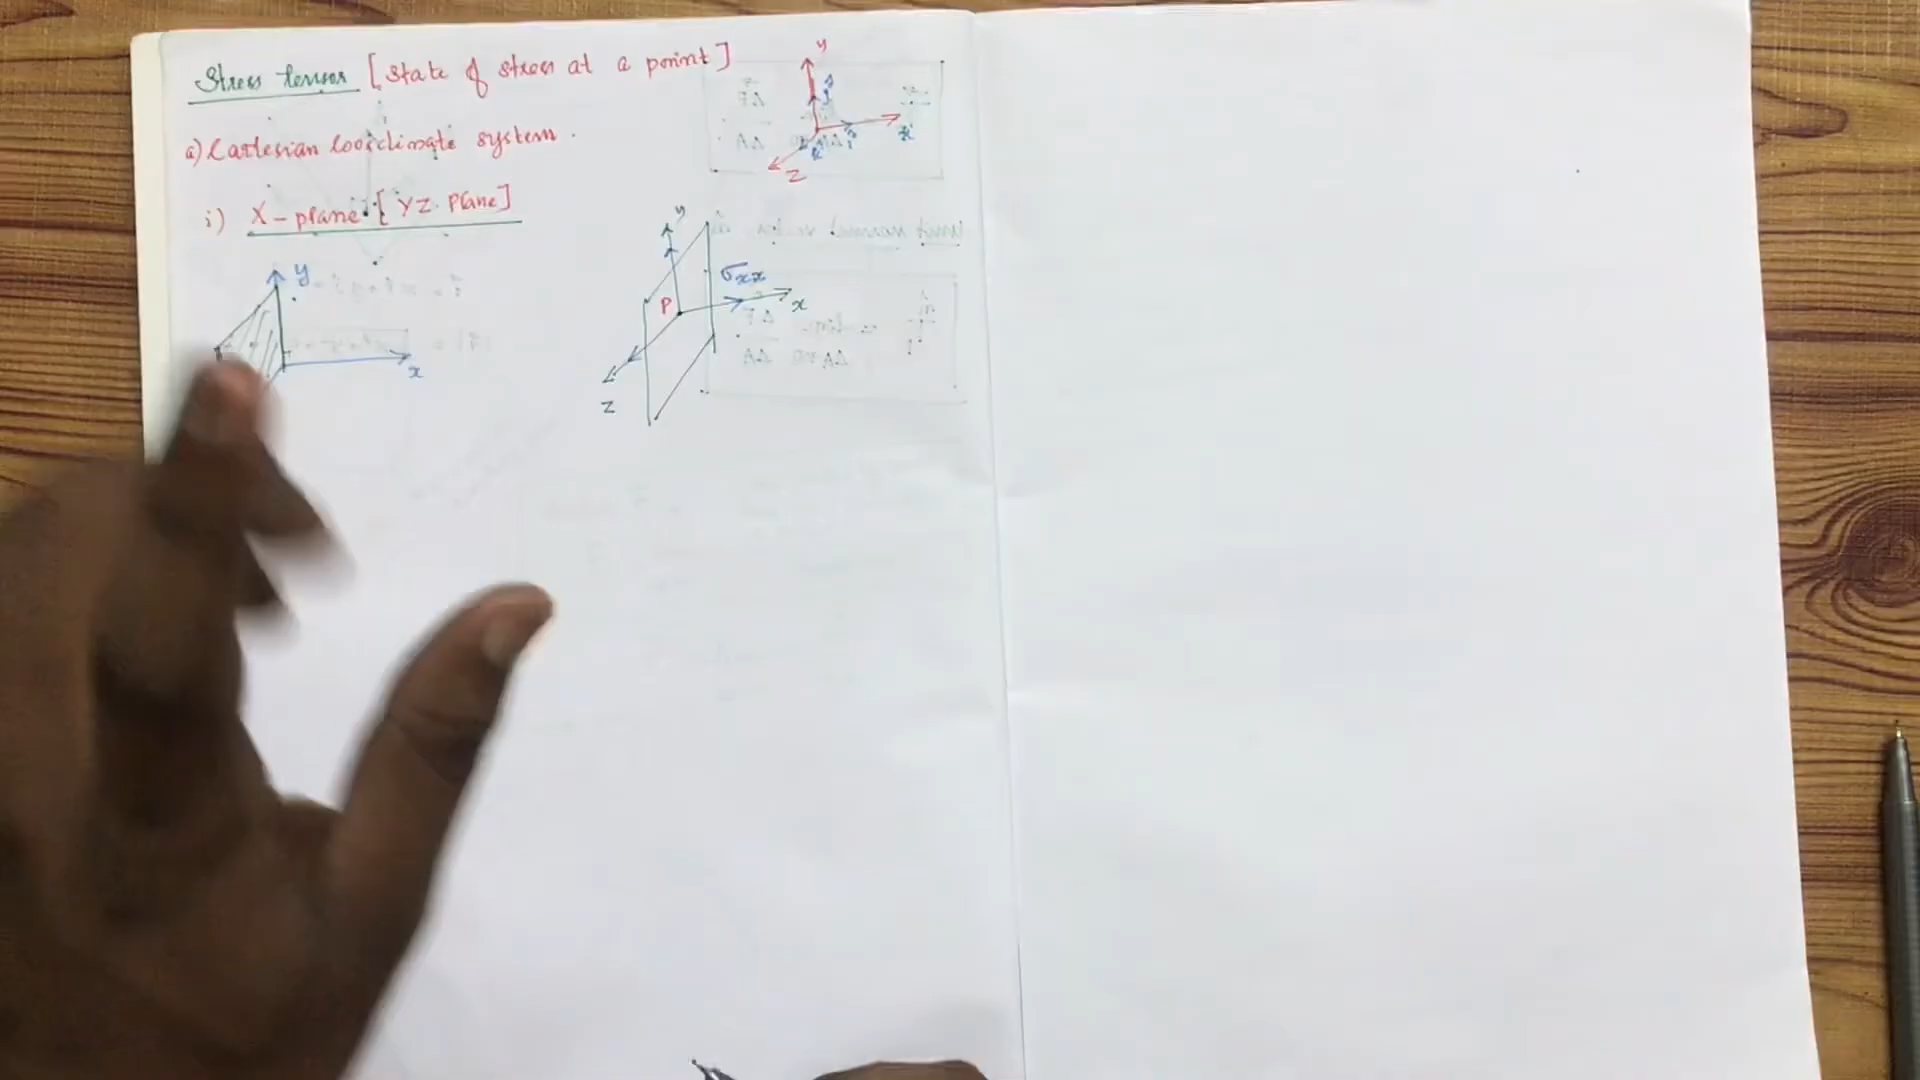 Stress tensor [State of stress at a point]
a) Cartesian coordinate system.
i) X-plane [YZ Plane]
y
x
z
y
x
P
σxx
x
y
z